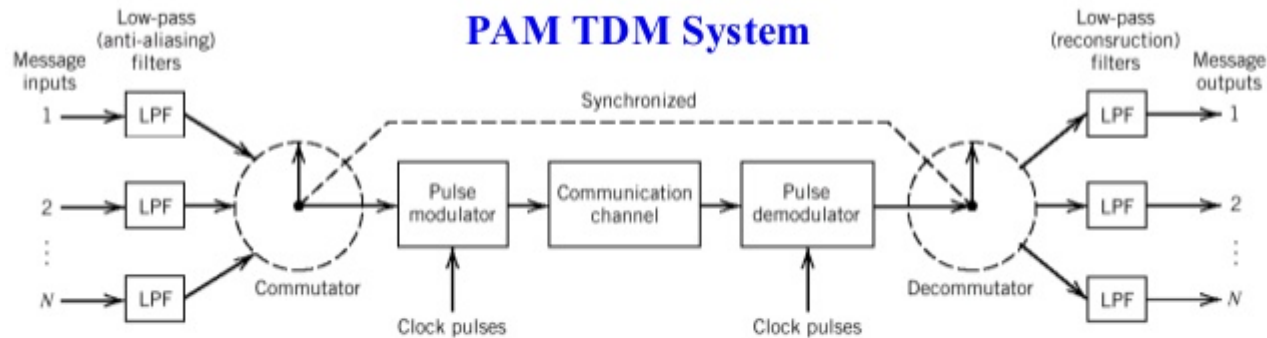 PAM TDM System
Message
inputs
Low-pass
(anti-aliasing)
filters
1
LPF
2
LPF
⋮
N
LPF
Commutator
Synchronized
Pulse
modulator
Clock pulses
Communication
channel
Pulse
demodulator
Clock pulses
Decommutator
Low-pass
(reconsruction)
filters
Message
outputs
LPF
1
LPF
2
⋮
LPF
N